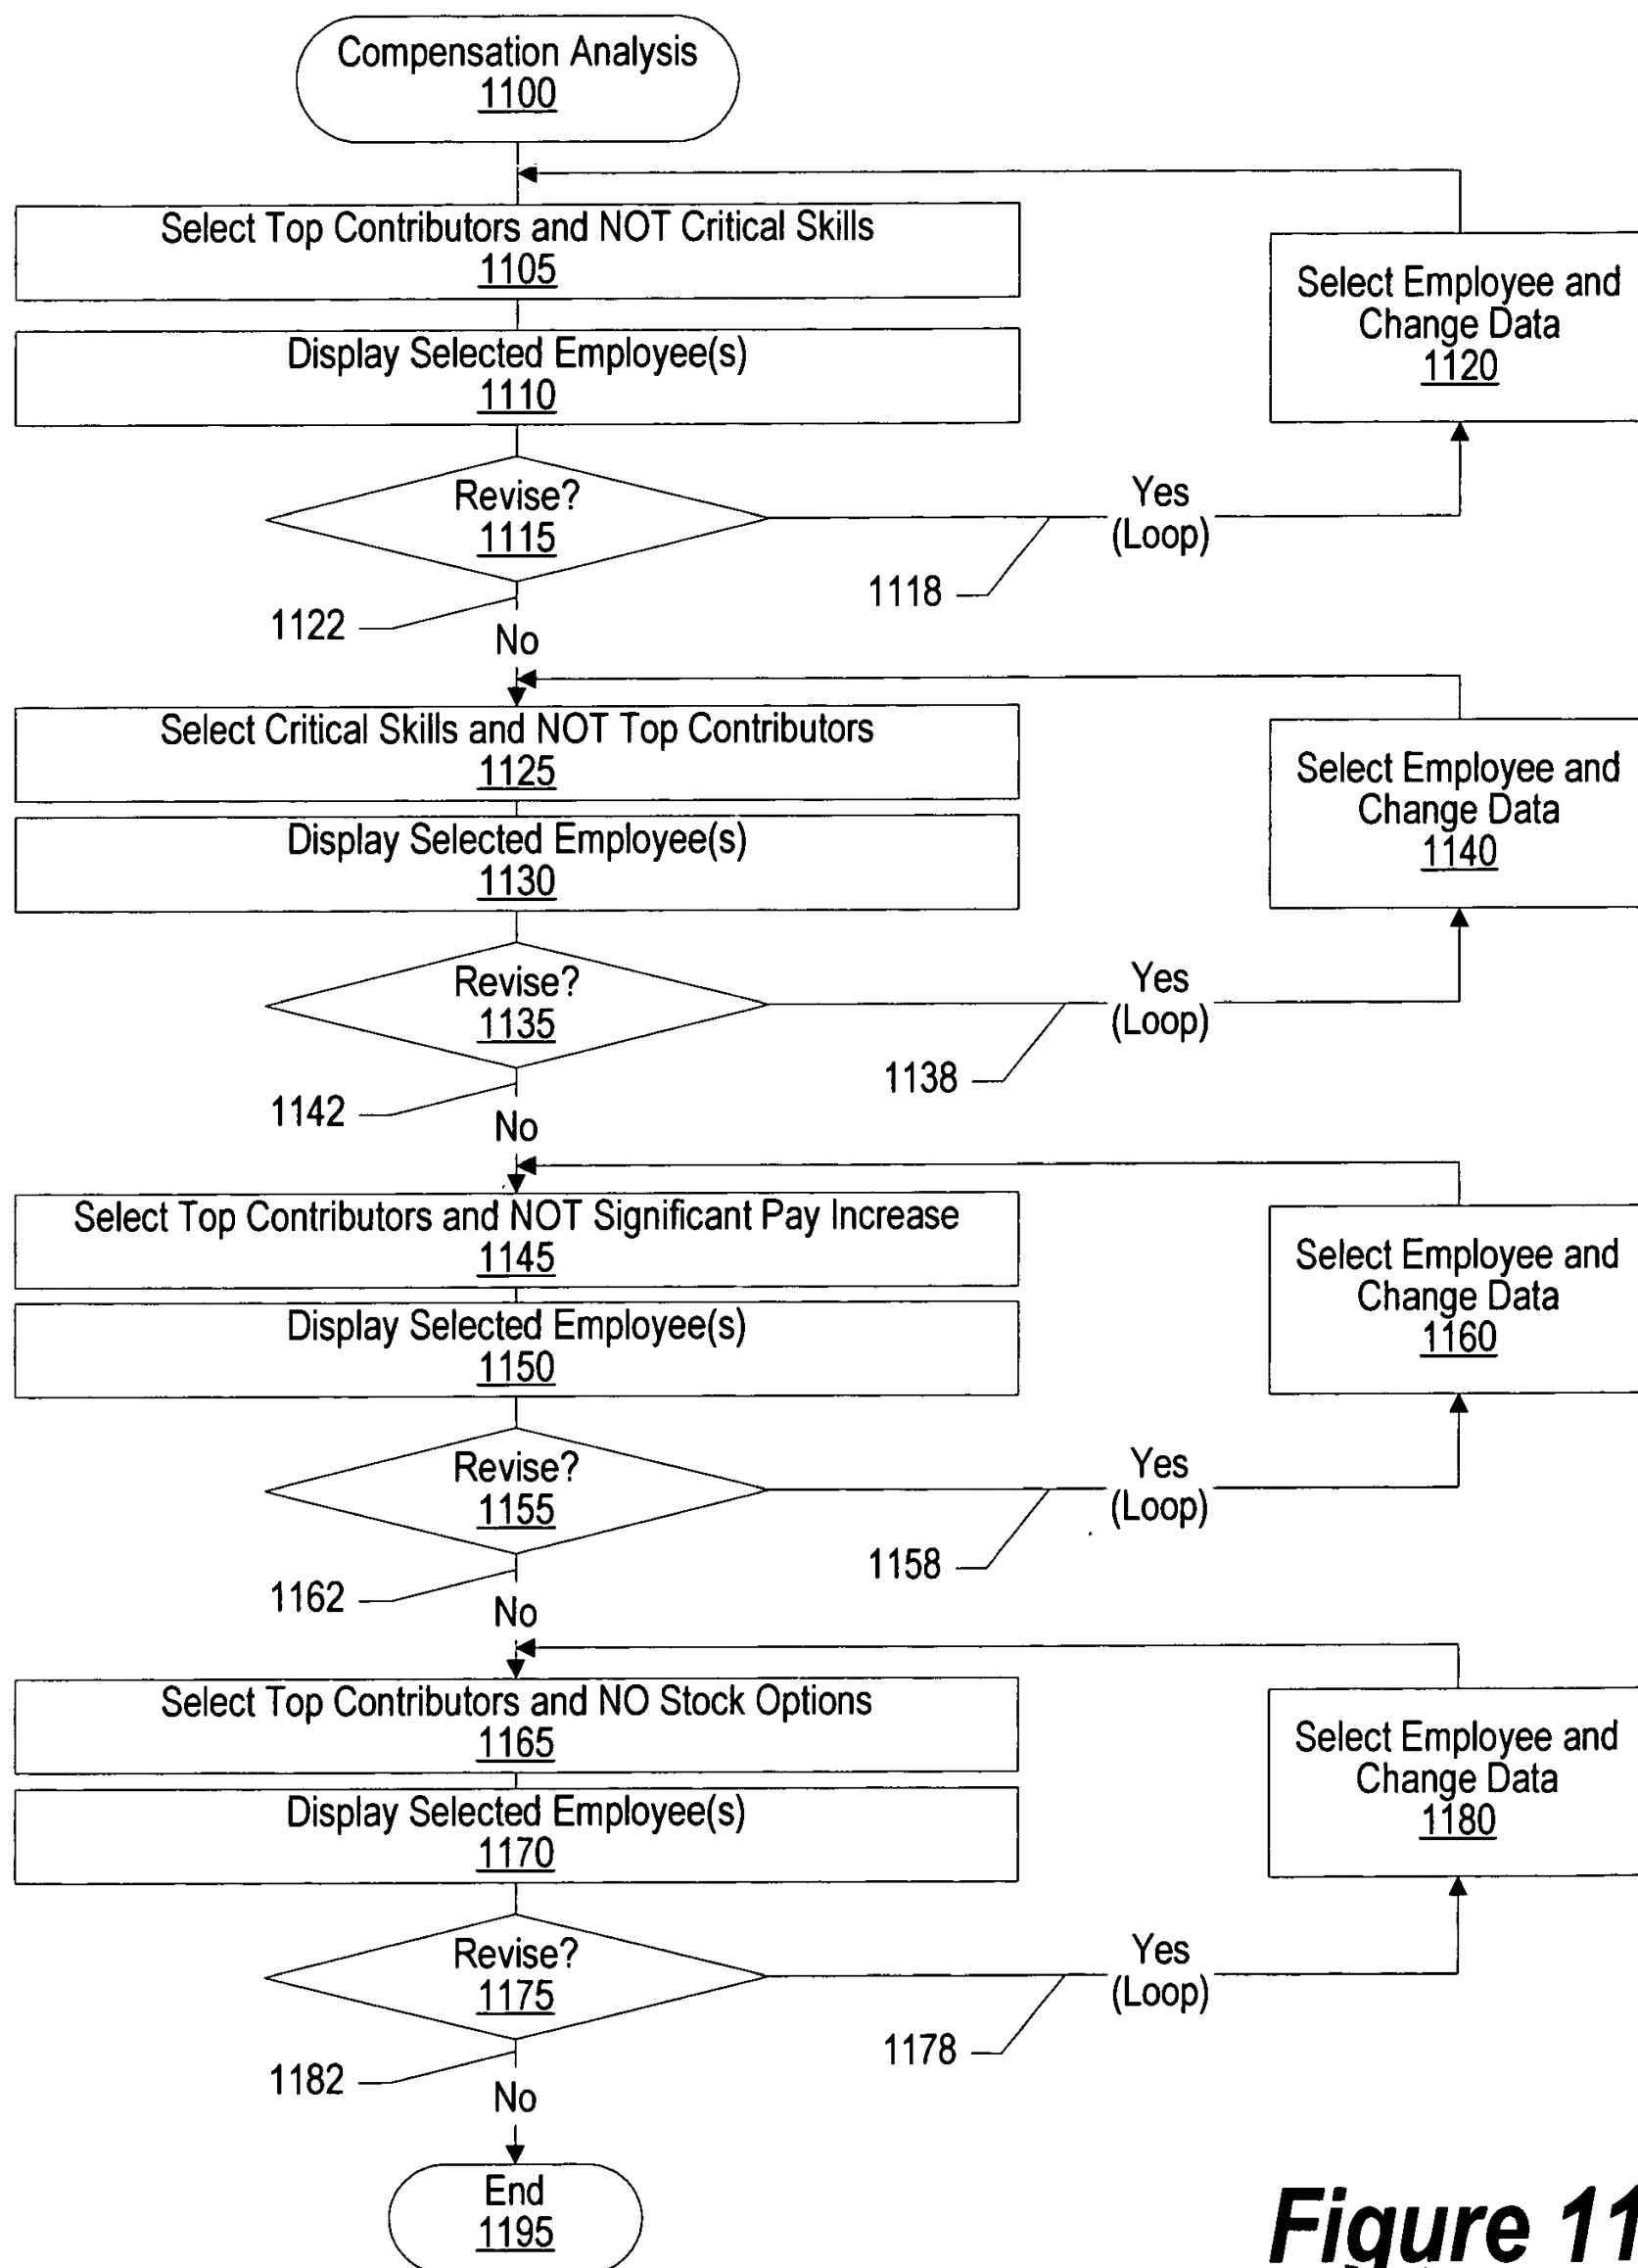 Compensation Analysis
1100
Select Top Contributors and NOT Critical Skills
1105
Select Employee and
Change Data
1120
Display Selected Employee(s)
1110
Revise?
1115
Yes
(Loop)
1118
1122
No
Select Critical Skills and NOT Top Contributors
1125
Select Employee and
Change Data
1140
Display Selected Employee(s)
1130
Revise?
1135
Yes
(Loop)
1138
1142
No
Select Top Contributors and NOT Significant Pay Increase
1145
Select Employee and
Change Data
1160
Display Selected Employee(s)
1150
Revise?
1155
Yes
(Loop)
1158
1162
No
Select Top Contributors and NO Stock Options
1165
Select Employee and
Change Data
1180
Display Selected Employee(s)
1170
Revise?
1175
Yes
(Loop)
1178
1182
No
End
1195
Figure 11